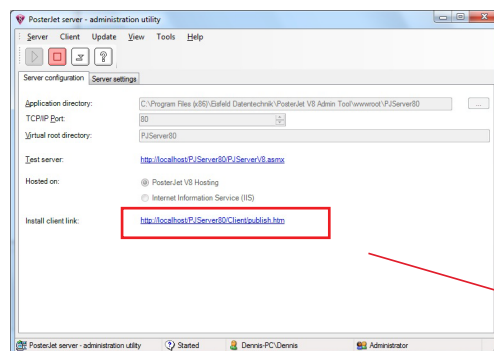 PosterJet server - administration utility
Server Client Update View Tools Help
Server configuration Server settings
Application directory: C:\Program Files (x86)\Eisfeld Datentechnik\PosterJet V8 Admin Tool\wwwroot\PJServer80 ...
TCP/IP Port: 80
Virtual root directory: PJServer80
Test server: http://localhost/PJServer80/PJServerV8.asmx
Hosted on: PosterJet V8 Hosting
Internet Information Service (IIS)
Install client link: http://localhost/PJServer80/Client/publish.htm
PosterJet server - administration utility Started Dennis-PC\Dennis Administrator